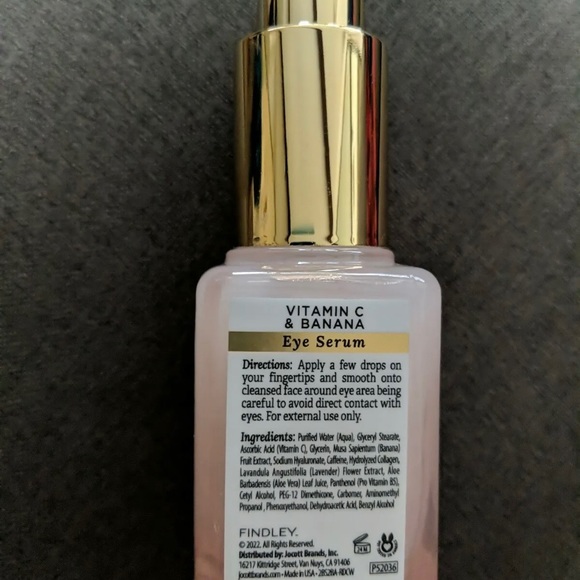 VITAMIN C
& BANANA
Eye Serum
Directions: Apply a few drops on
your fingertips and smooth onto
cleansed face around eye area being
careful to avoid direct contact with
eyes. For external use only.
Ingredients: Purified Water (Aqua), Glyceryl Stearate,
Ascorbic Acid (Vitamin C), Glycerin, Musa Sapientum (Banana)
Fruit Extract, Sodium Hyaluronate, Caffeine, Hydrolyzed Collagen,
Lavandula Angustifolia (Lavender) Flower Extract, Aloe
Barbadensis (Aloe Vera) Leaf Juice, Panthenol (Pro Vitamin B5),
Cetyl Alcohol, PEG-12 Dimethicone, Carbomer, Aminomethyl
Propanol, Phenoxyethanol, Dehydroacetic Acid, Benzyl Alcohol
FINDLEY.
© 2022. All Rights Reserved.
Distributed by: Jocott Brands, Inc.
16217 Kittridge Street, Van Nuys, CA 91406
Jocottbrands.com • Made in USA • 28528A-RDCW
24 M
PS2036